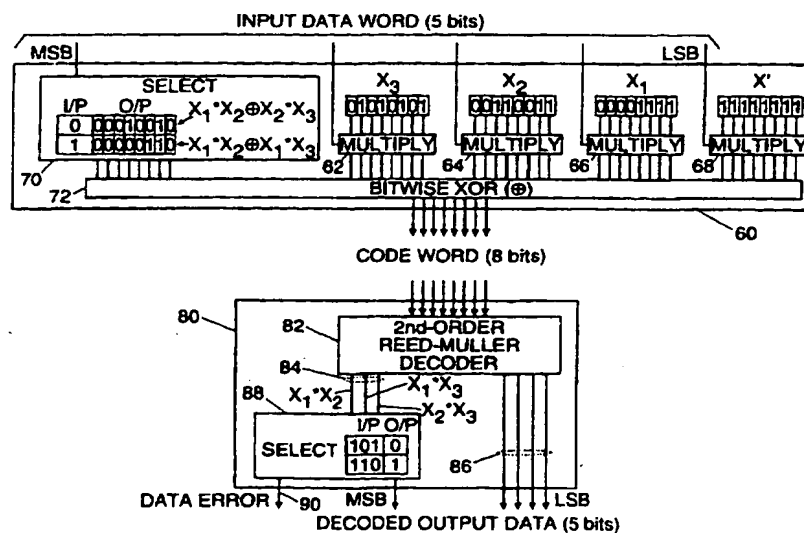 INPUT DATA WORD (5 bits)
MSB
LSB
SELECT
I/P O/P
0 00010010 X1*X2⊕X2*X3
1 00000110 X1*X2⊕X1*X3
70
X3
01010101
MULTIPLY
62
X2
00110011
MULTIPLY
64
X1
00001111
MULTIPLY
66
X'
11111111
MULTIPLY
68
72
BITWISE XOR (⊕)
60
CODE WORD (8 bits)
80
82
2nd-ORDER
REED-MULLER
DECODER
84
X1*X2
X1*X3
X2*X3
88
I/P O/P
SELECT
101 0
110 1
86
DATA ERROR
90
MSB
LSB
DECODED OUTPUT DATA (5 bits)